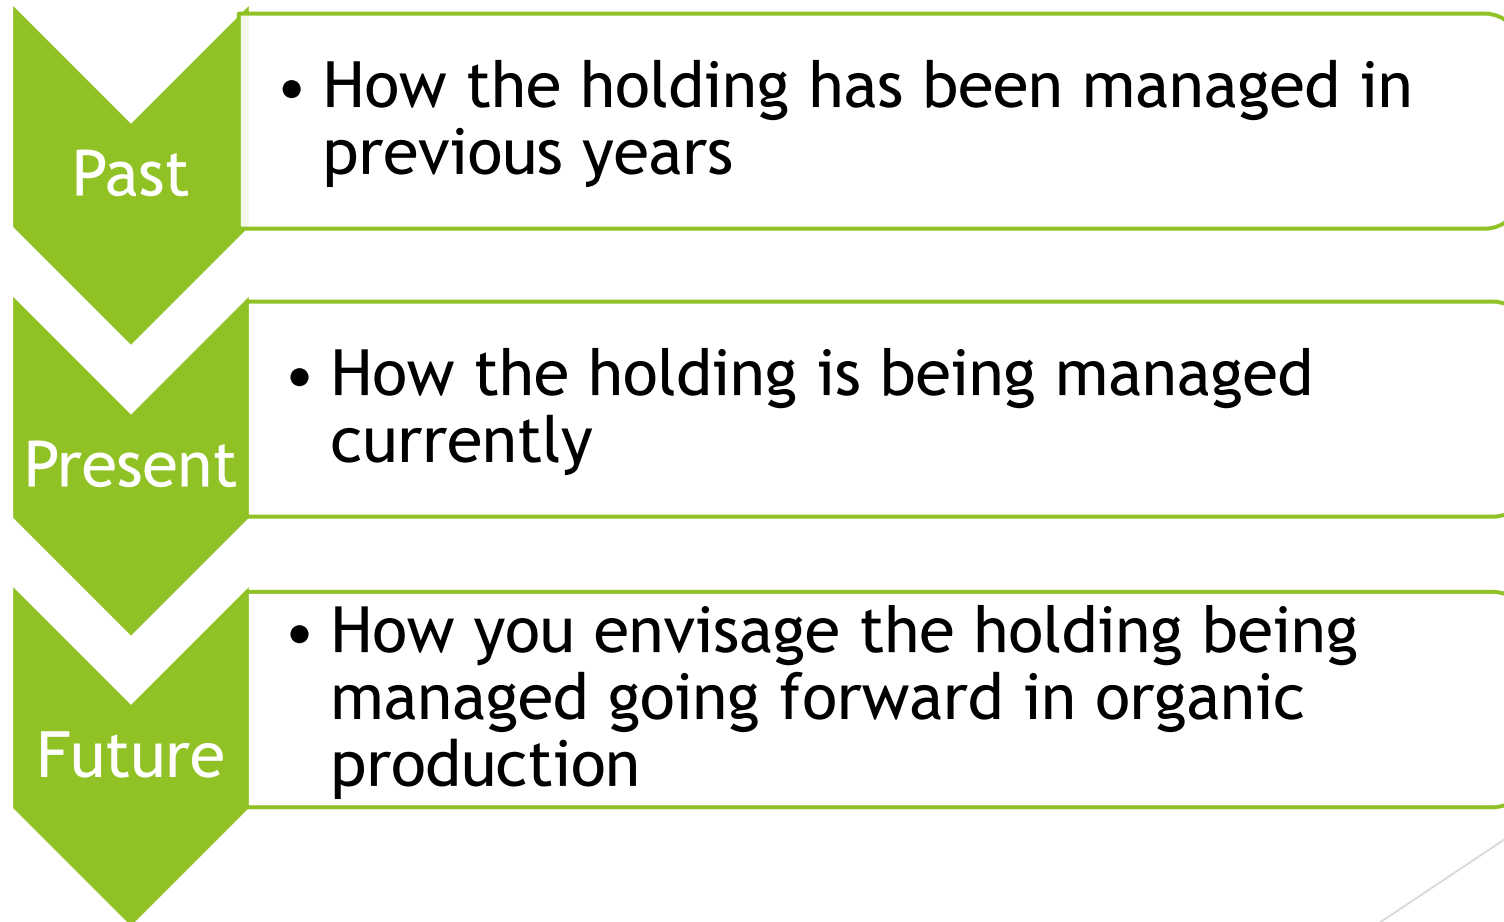 Past
• How the holding has been managed in
previous years
Present
• How the holding is being managed
currently
Future
• How you envisage the holding being
managed going forward in organic
production